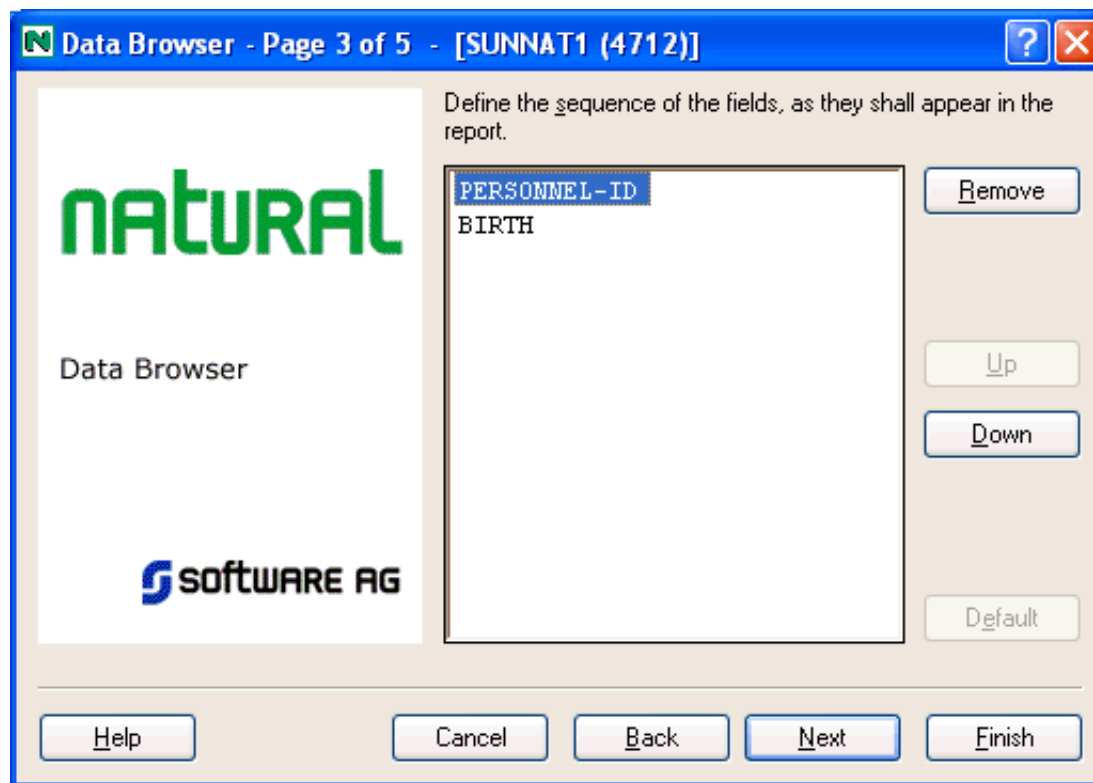 Data Browser - Page 3 of 5 - [SUNNAT1 (4712)]
Define the sequence of the fields, as they shall appear in the
report.
PERSONNEL-ID
BIRTH
Remove
Up
Down
Default
natural
Data Browser
software AG
Help
Cancel
Back
Next
Finish